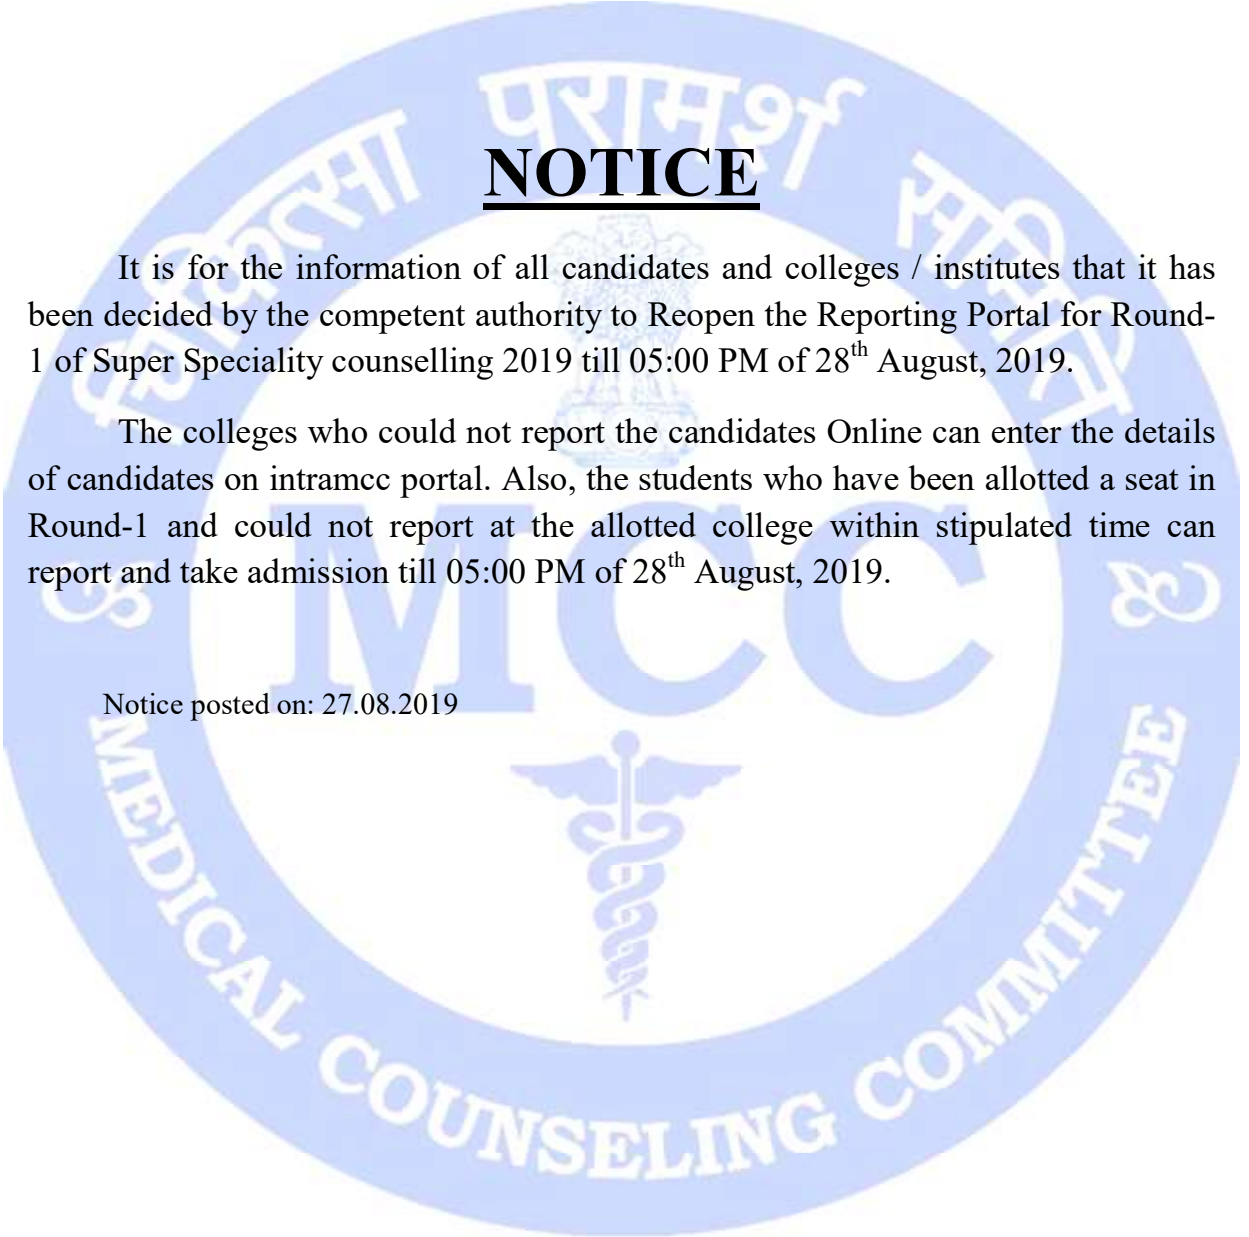 चिकित्सा परामर्श समिति
NOTICE
It is for the information of all candidates and colleges / institutes that it has
been decided by the competent authority to Reopen the Reporting Portal for Round-
1 of Super Speciality counselling 2019 till 05:00 PM of 28th August, 2019.
The colleges who could not report the candidates Online can enter the details
of candidates on intramcc portal. Also, the students who have been allotted a seat in
Round-1 and could not report at the allotted college within stipulated time can
report and take admission till 05:00 PM of 28th August, 2019.
MCC
Notice posted on: 27.08.2019
MEDICAL COUNSELING COMMITTEE